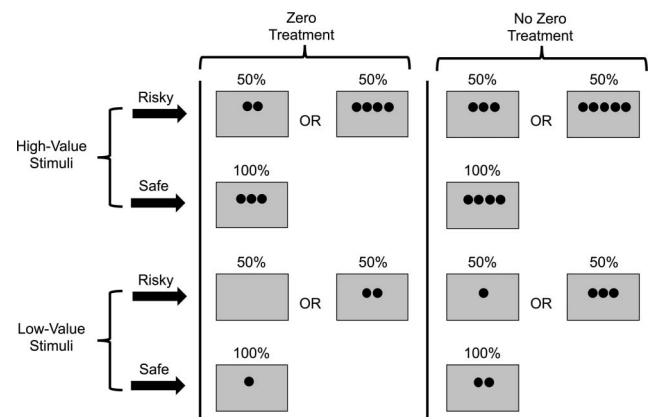 Zero
Treatment
No Zero
Treatment
50%
50%
50%
50%
Risky
OR
OR
High-Value
Stimuli
100%
100%
Safe
50%
50%
50%
50%
Risky
OR
OR
Low-Value
Stimuli
100%
100%
Safe